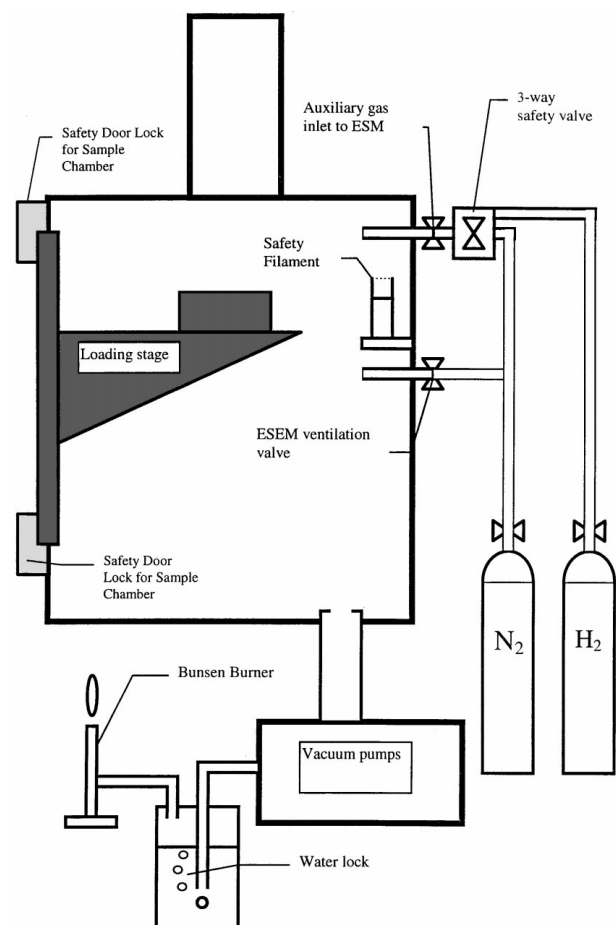 Auxiliary gas
inlet to ESM
3-way
safety valve
Safety Door Lock
for Sample
Chamber
Safety
Filament
Loading stage
ESEM ventilation
valve
Safety Door
Lock for Sample
Chamber
N₂
H₂
Bunsen Burner
Vacuum pumps
Water lock